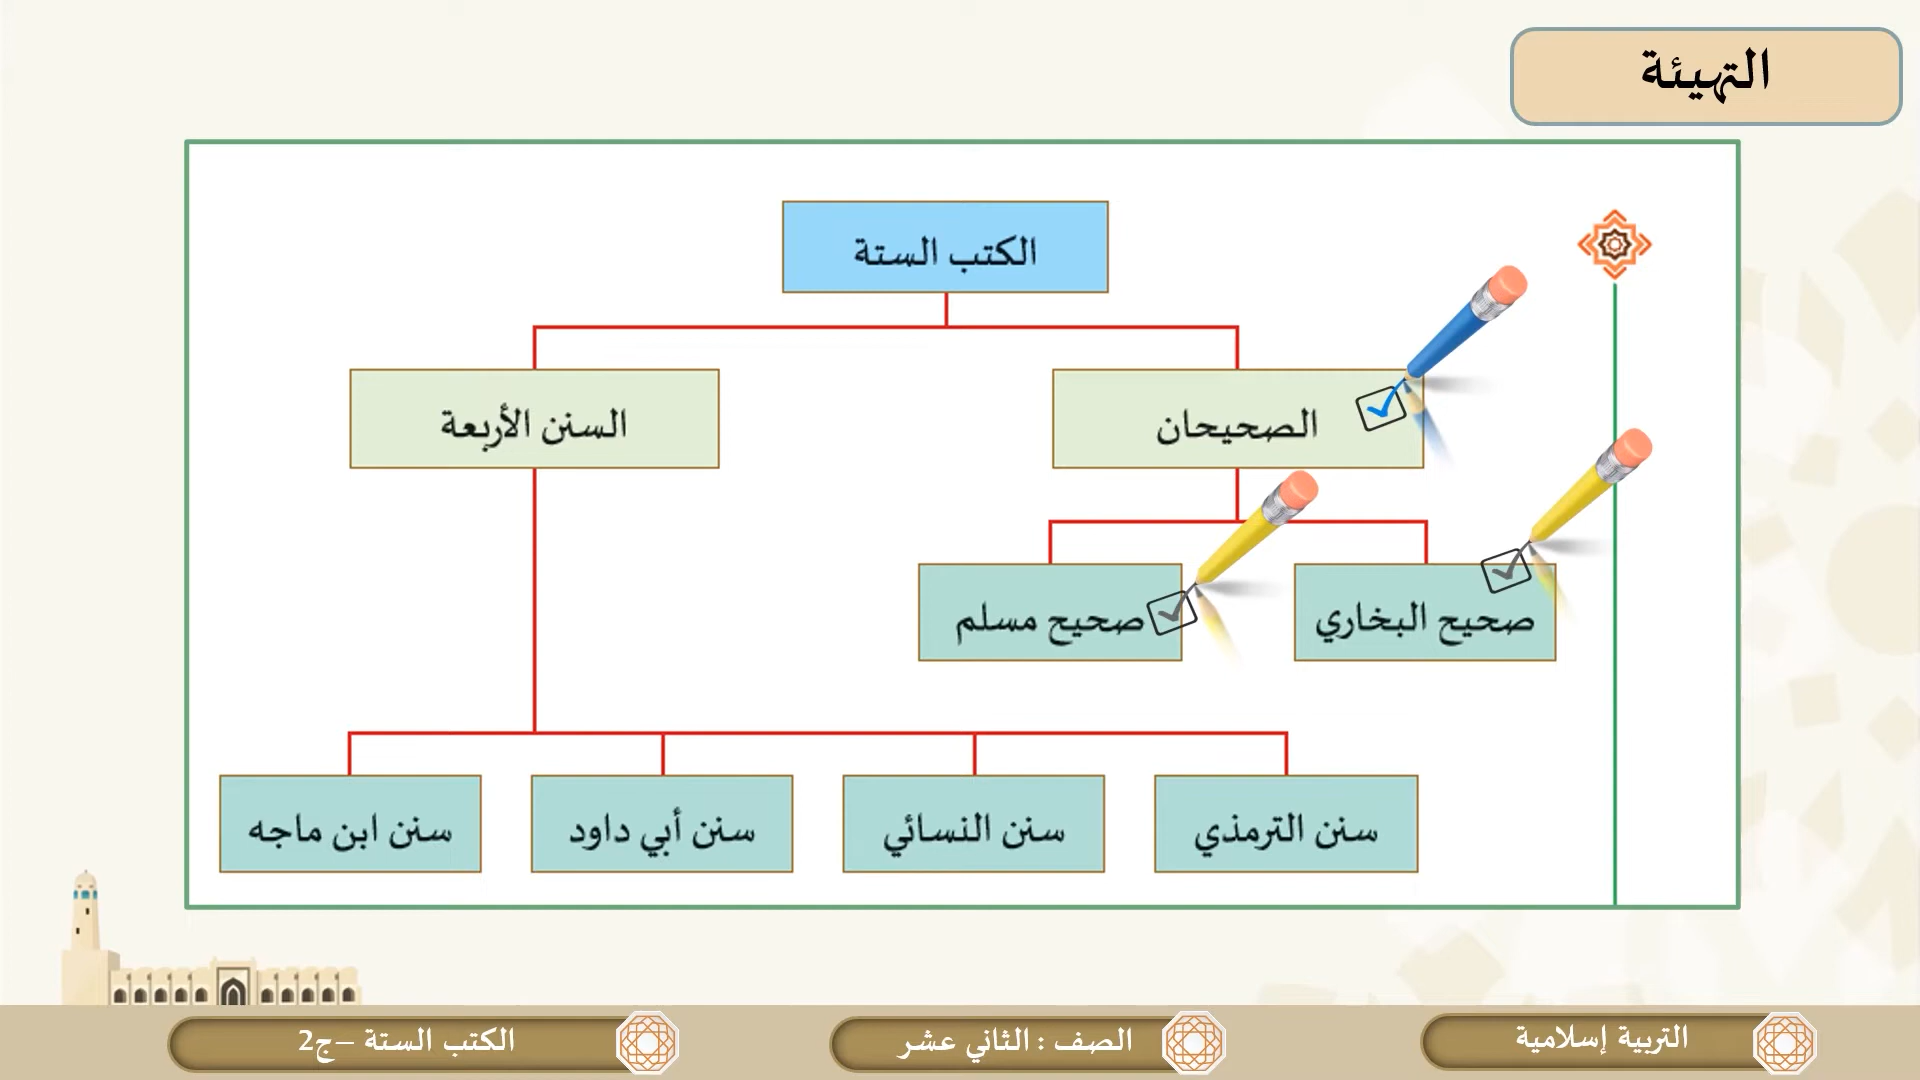 التهيئة
الكتب الستة
الصحيحان
السنن الأربعة
صحيح البخاري
صحيح مسلم
سنن الترمذي
سنن النسائي
سنن أبي داود
سنن ابن ماجه
التربية إسلامية
الصف : الثاني عشر
الكتب الستة –ج2